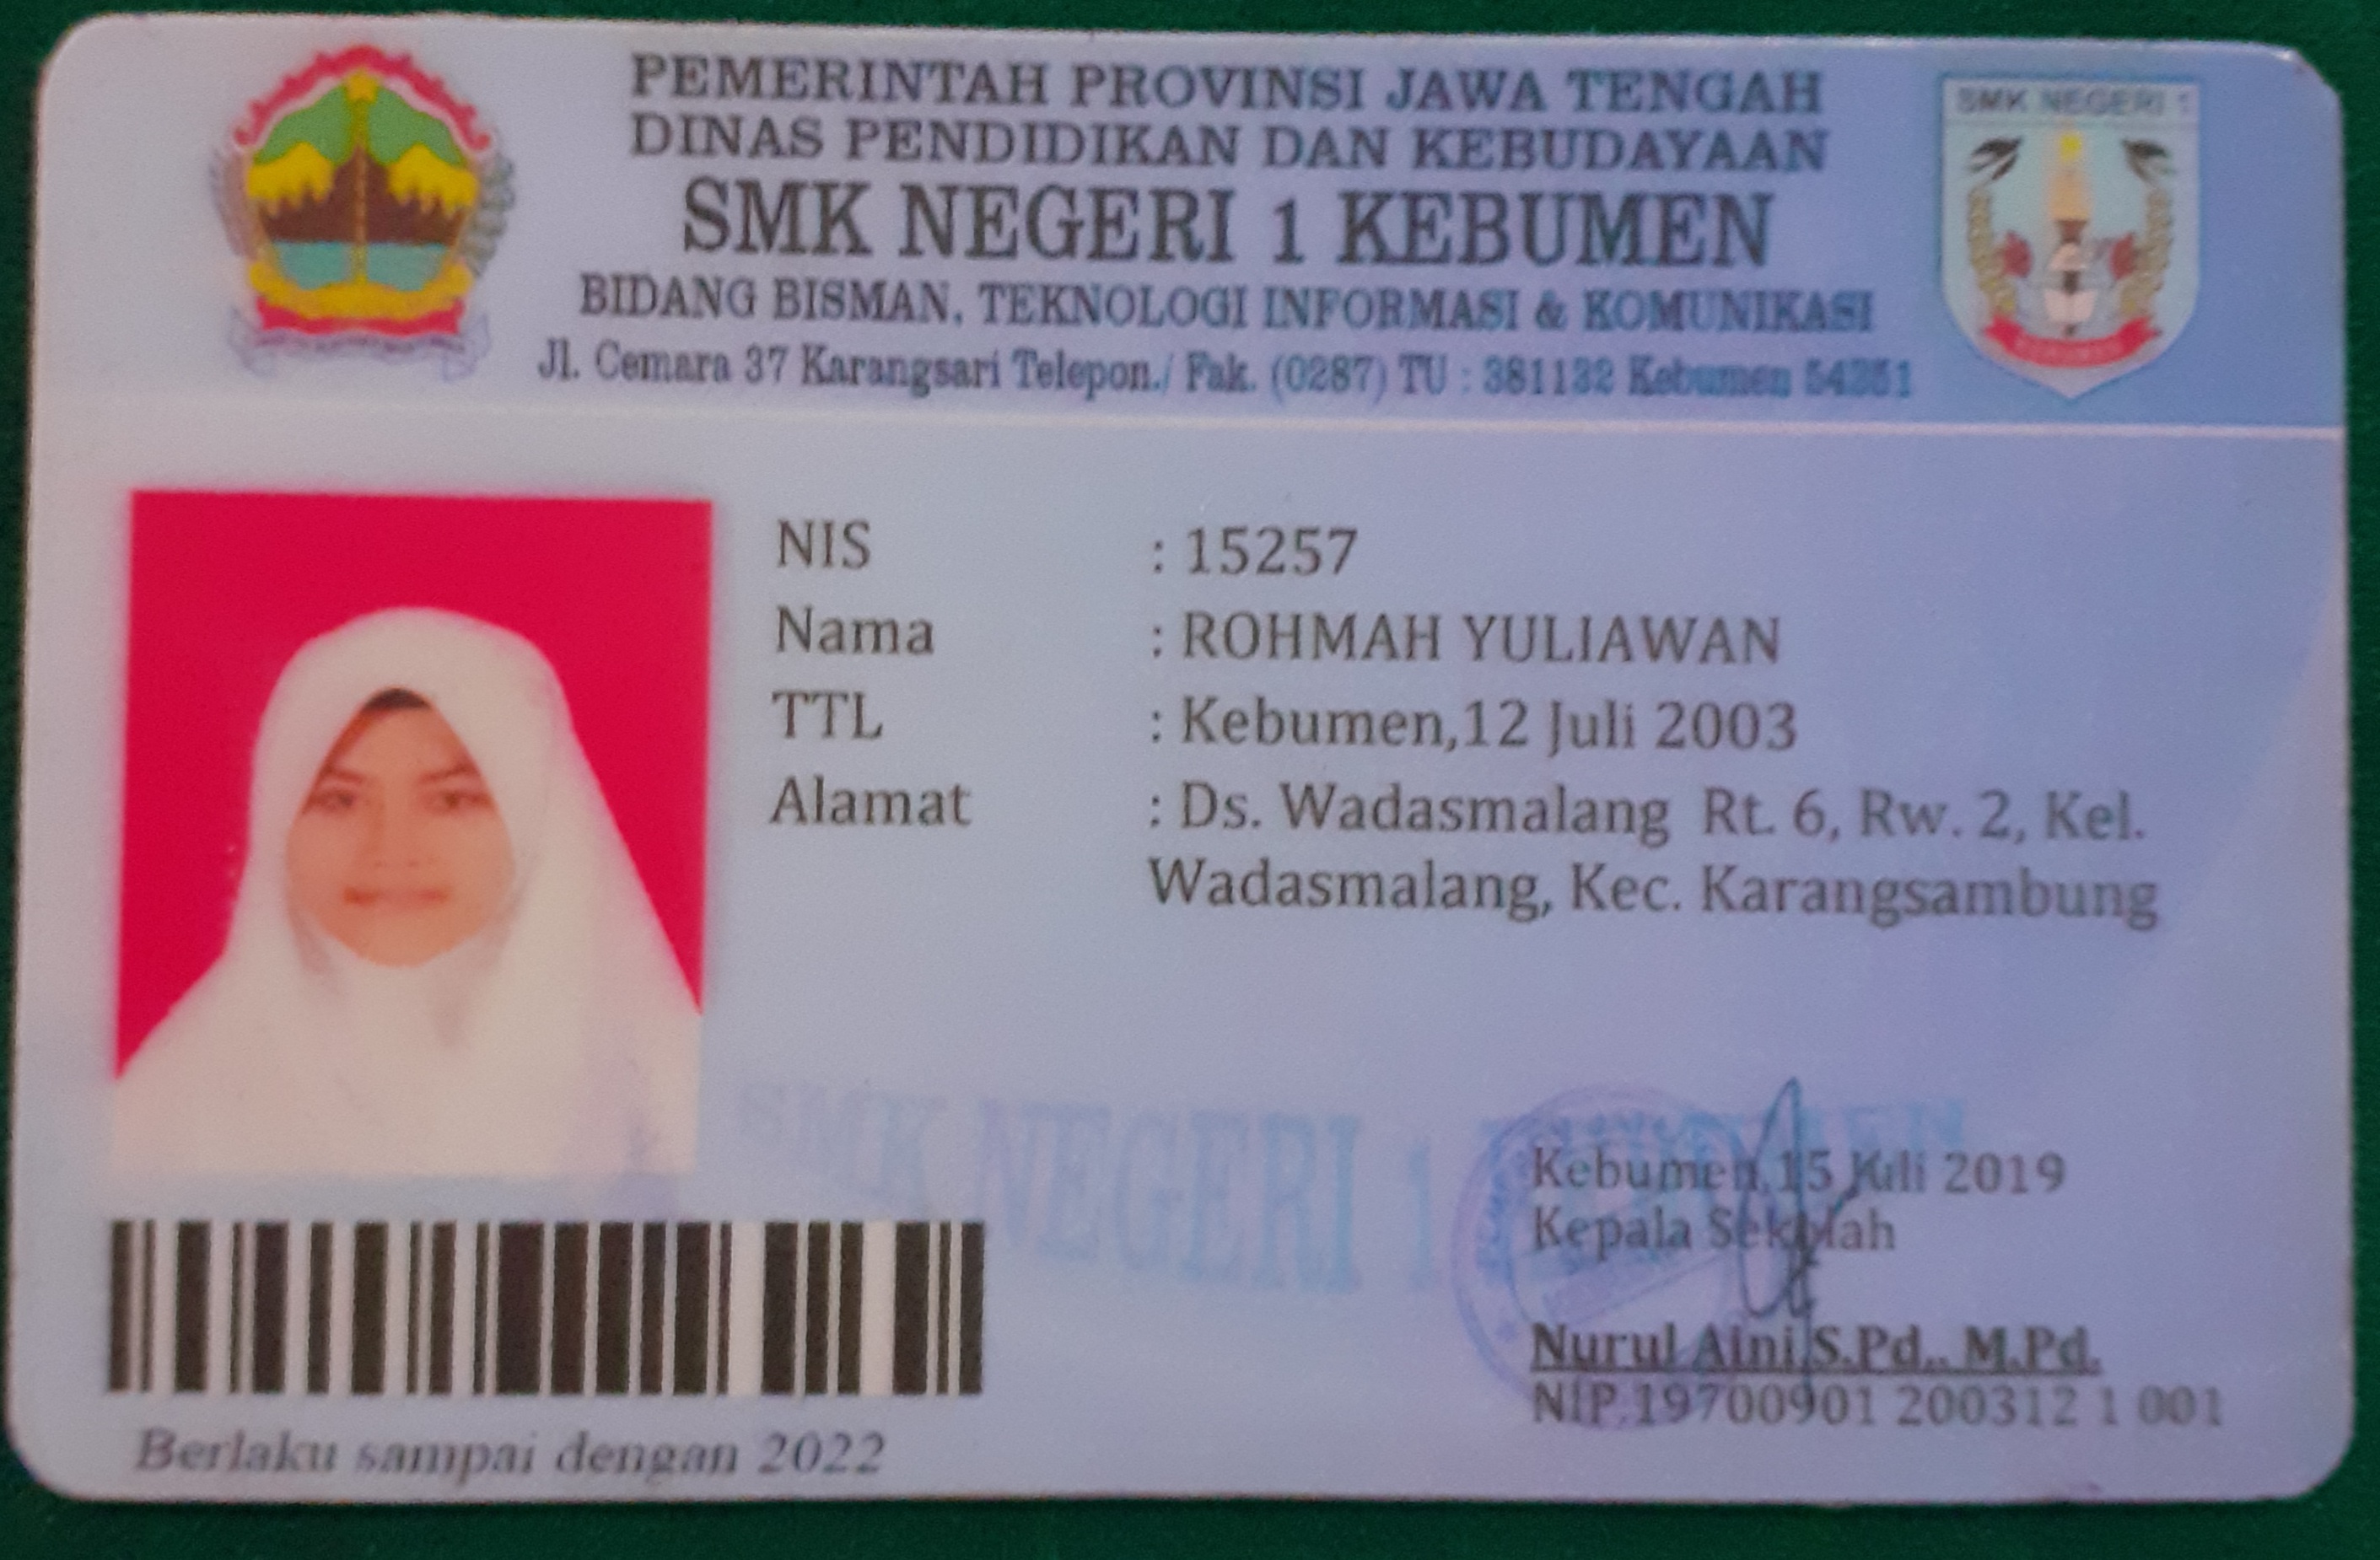 PEMERINTAH PROVINSI JAWA TENGAH
DINAS PENDIDIKAN DAN KEBUDAYAAN
SMK NEGERI 1 KEBUMEN
BIDANG BISMAN, TEKNOLOGI INFORMASI & KOMUNIKASI
Jl. Cemara 37 Karangsari Telepon./ Fak. (0287) TU : 381132 Kebumen 54351
SMK NEGERI 1
NIS : 15257
Nama : ROHMAH YULIAWAN
TTL : Kebumen,12 Juli 2003
Alamat : Ds. Wadasmalang Rt. 6, Rw. 2, Kel.
Wadasmalang, Kec. Karangsambung
SMK NEGERI 1 KEBUMEN
Kebumen,15 Juli 2019
Kepala Sekolah
Nurul Aini,S.Pd., M.Pd.
NIP.19700901 200312 1 001
Berlaku sampai dengan 2022